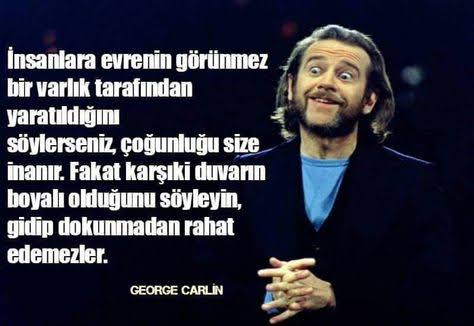 İnsanlara evrenin görünmez
bir varlık tarafından
yaratıldığını
söylerseniz, çoğunluğu size
inanır. Fakat karşıki duvarın
boyalı olduğunu söyleyin,
gidip dokunmadan rahat
edemezler.
GEORGE CARLİN